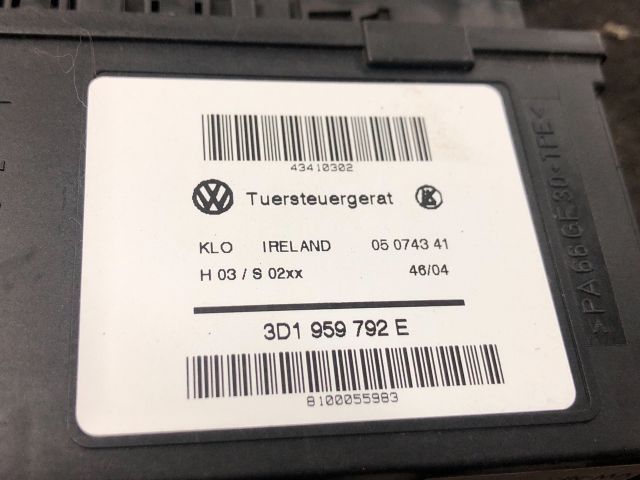 43410302
Tuersteuergerat
KLO IRELAND 05 0743 41
H 03 / S 02xx 46/04
3D1 959 792 E
8100055983
>PA66GF30<TPE<